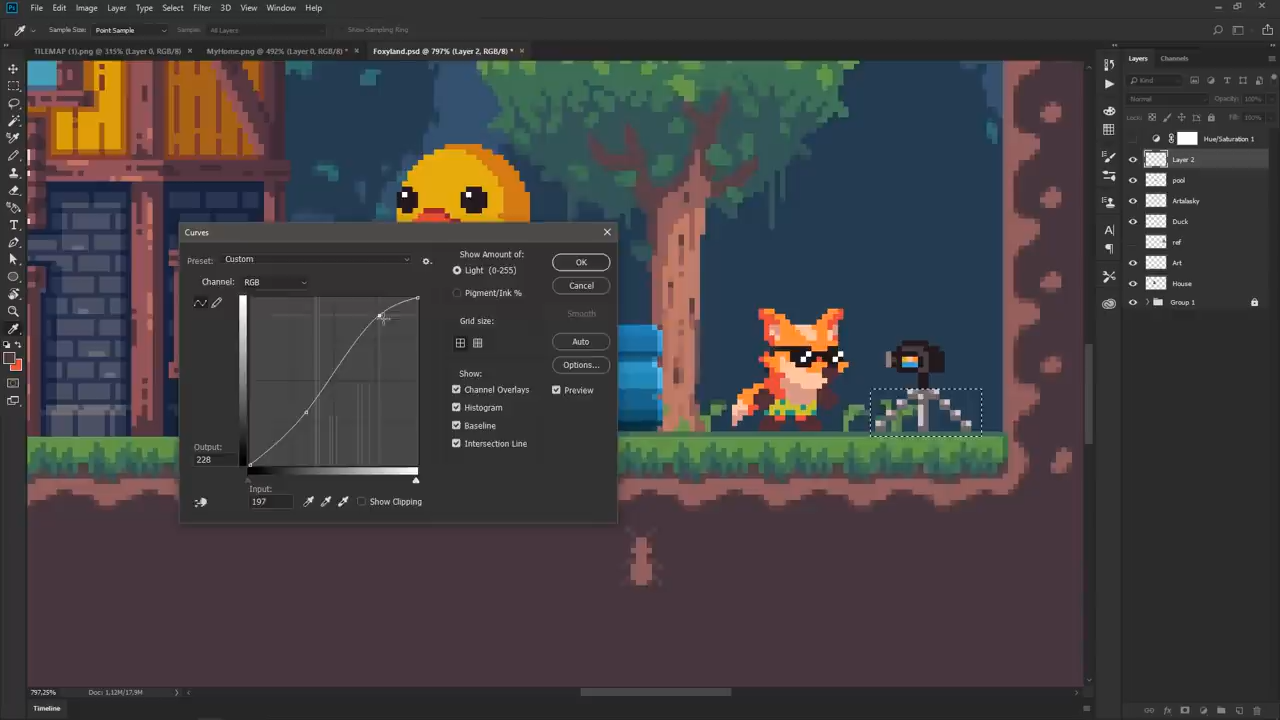 Ps File Edit Image Layer Type Select Filter 3D View Window Help
Sample Size: Point Sample Sample: All Layers Show Sampling Ring
TILEMAP (1).png @ 315% (Layer 0, RGB/8) × MyHome.png @ 492% (Layer 0, RGB/8) * × Foxyland.psd @ 797% (Layer 2, RGB/8) * ×
Layers Channels
Kind
Normal Opacity: 100%
Lock: Fill: 100%
Hue/Saturation 1
Layer 2
pool
Artalasky
Duck
ref
Art
House
Group 1
Curves
Preset: Custom
Channel: RGB
Output:
228
Input:
197
Show Clipping
Show Amount of:
Light (0-255)
Pigment/Ink %
Grid size:
Show:
Channel Overlays
Histogram
Baseline
Intersection Line
OK
Cancel
Smooth
Auto
Options...
Preview
797,25% Doc: 1,12M/17,9M
Timeline